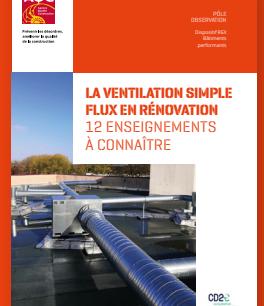 Prévenir les désordres,
améliorer la qualité
de la construction
PÔLE
OBSERVATION
Dispositif REX
Bâtiments
performants
LA VENTILATION SIMPLE
FLUX EN RÉNOVATION
12 ENSEIGNEMENTS
À CONNAÎTRE
CD2E